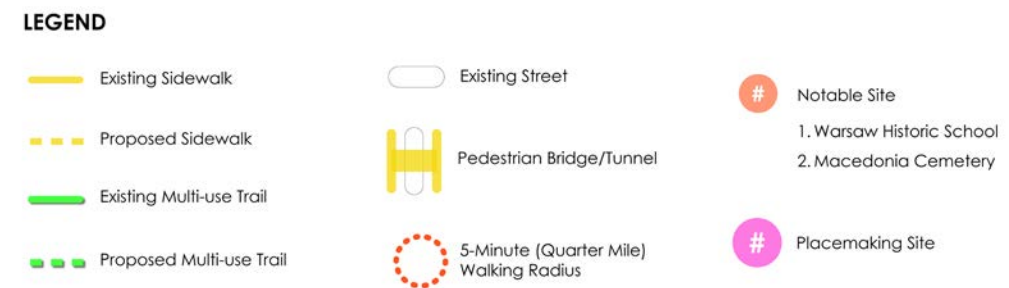 LEGEND
Existing Sidewalk
Proposed Sidewalk
Existing Multi-use Trail
Proposed Multi-use Trail
Existing Street
Pedestrian Bridge/Tunnel
5-Minute (Quarter Mile)
Walking Radius
# Notable Site
1. Warsaw Historic School
2. Macedonia Cemetery
# Placemaking Site